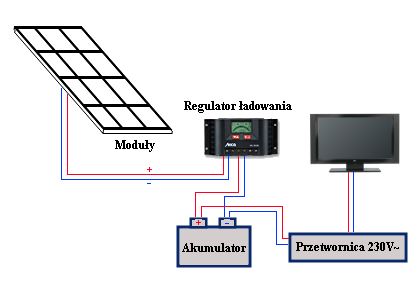 Regulator ładowania
Moduły
+
–
+
–
Akumulator
Przetwornica 230V~